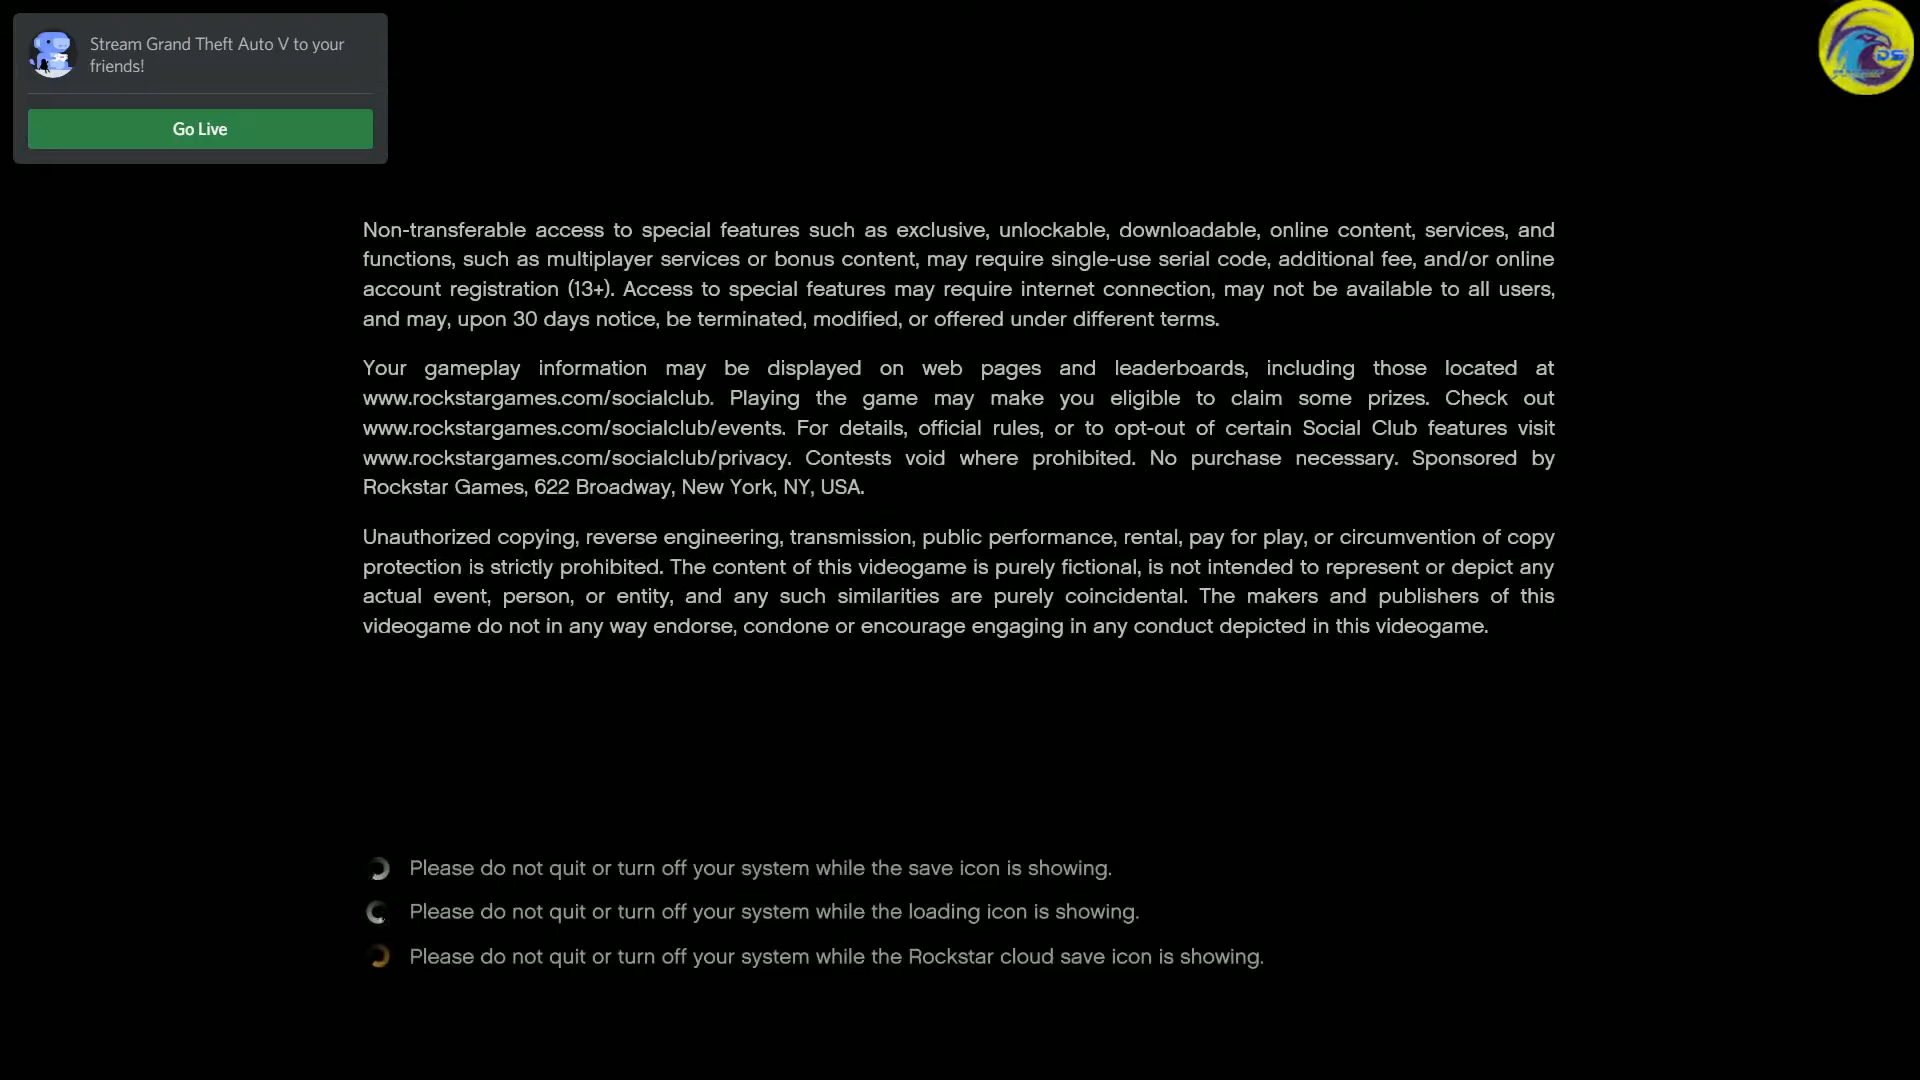 Stream Grand Theft Auto V to your
friends!
Go Live
DS
Non-transferable access to special features such as exclusive, unlockable, downloadable, online content, services, and
functions, such as multiplayer services or bonus content, may require single-use serial code, additional fee, and/or online
account registration (13+). Access to special features may require internet connection, may not be available to all users,
and may, upon 30 days notice, be terminated, modified, or offered under different terms.
Your gameplay information may be displayed on web pages and leaderboards, including those located at
www.rockstargames.com/socialclub. Playing the game may make you eligible to claim some prizes. Check out
www.rockstargames.com/socialclub/events. For details, official rules, or to opt-out of certain Social Club features visit
www.rockstargames.com/socialclub/privacy. Contests void where prohibited. No purchase necessary. Sponsored by
Rockstar Games, 622 Broadway, New York, NY, USA.
Unauthorized copying, reverse engineering, transmission, public performance, rental, pay for play, or circumvention of copy
protection is strictly prohibited. The content of this videogame is purely fictional, is not intended to represent or depict any
actual event, person, or entity, and any such similarities are purely coincidental. The makers and publishers of this
videogame do not in any way endorse, condone or encourage engaging in any conduct depicted in this videogame.
Please do not quit or turn off your system while the save icon is showing.
Please do not quit or turn off your system while the loading icon is showing.
Please do not quit or turn off your system while the Rockstar cloud save icon is showing.